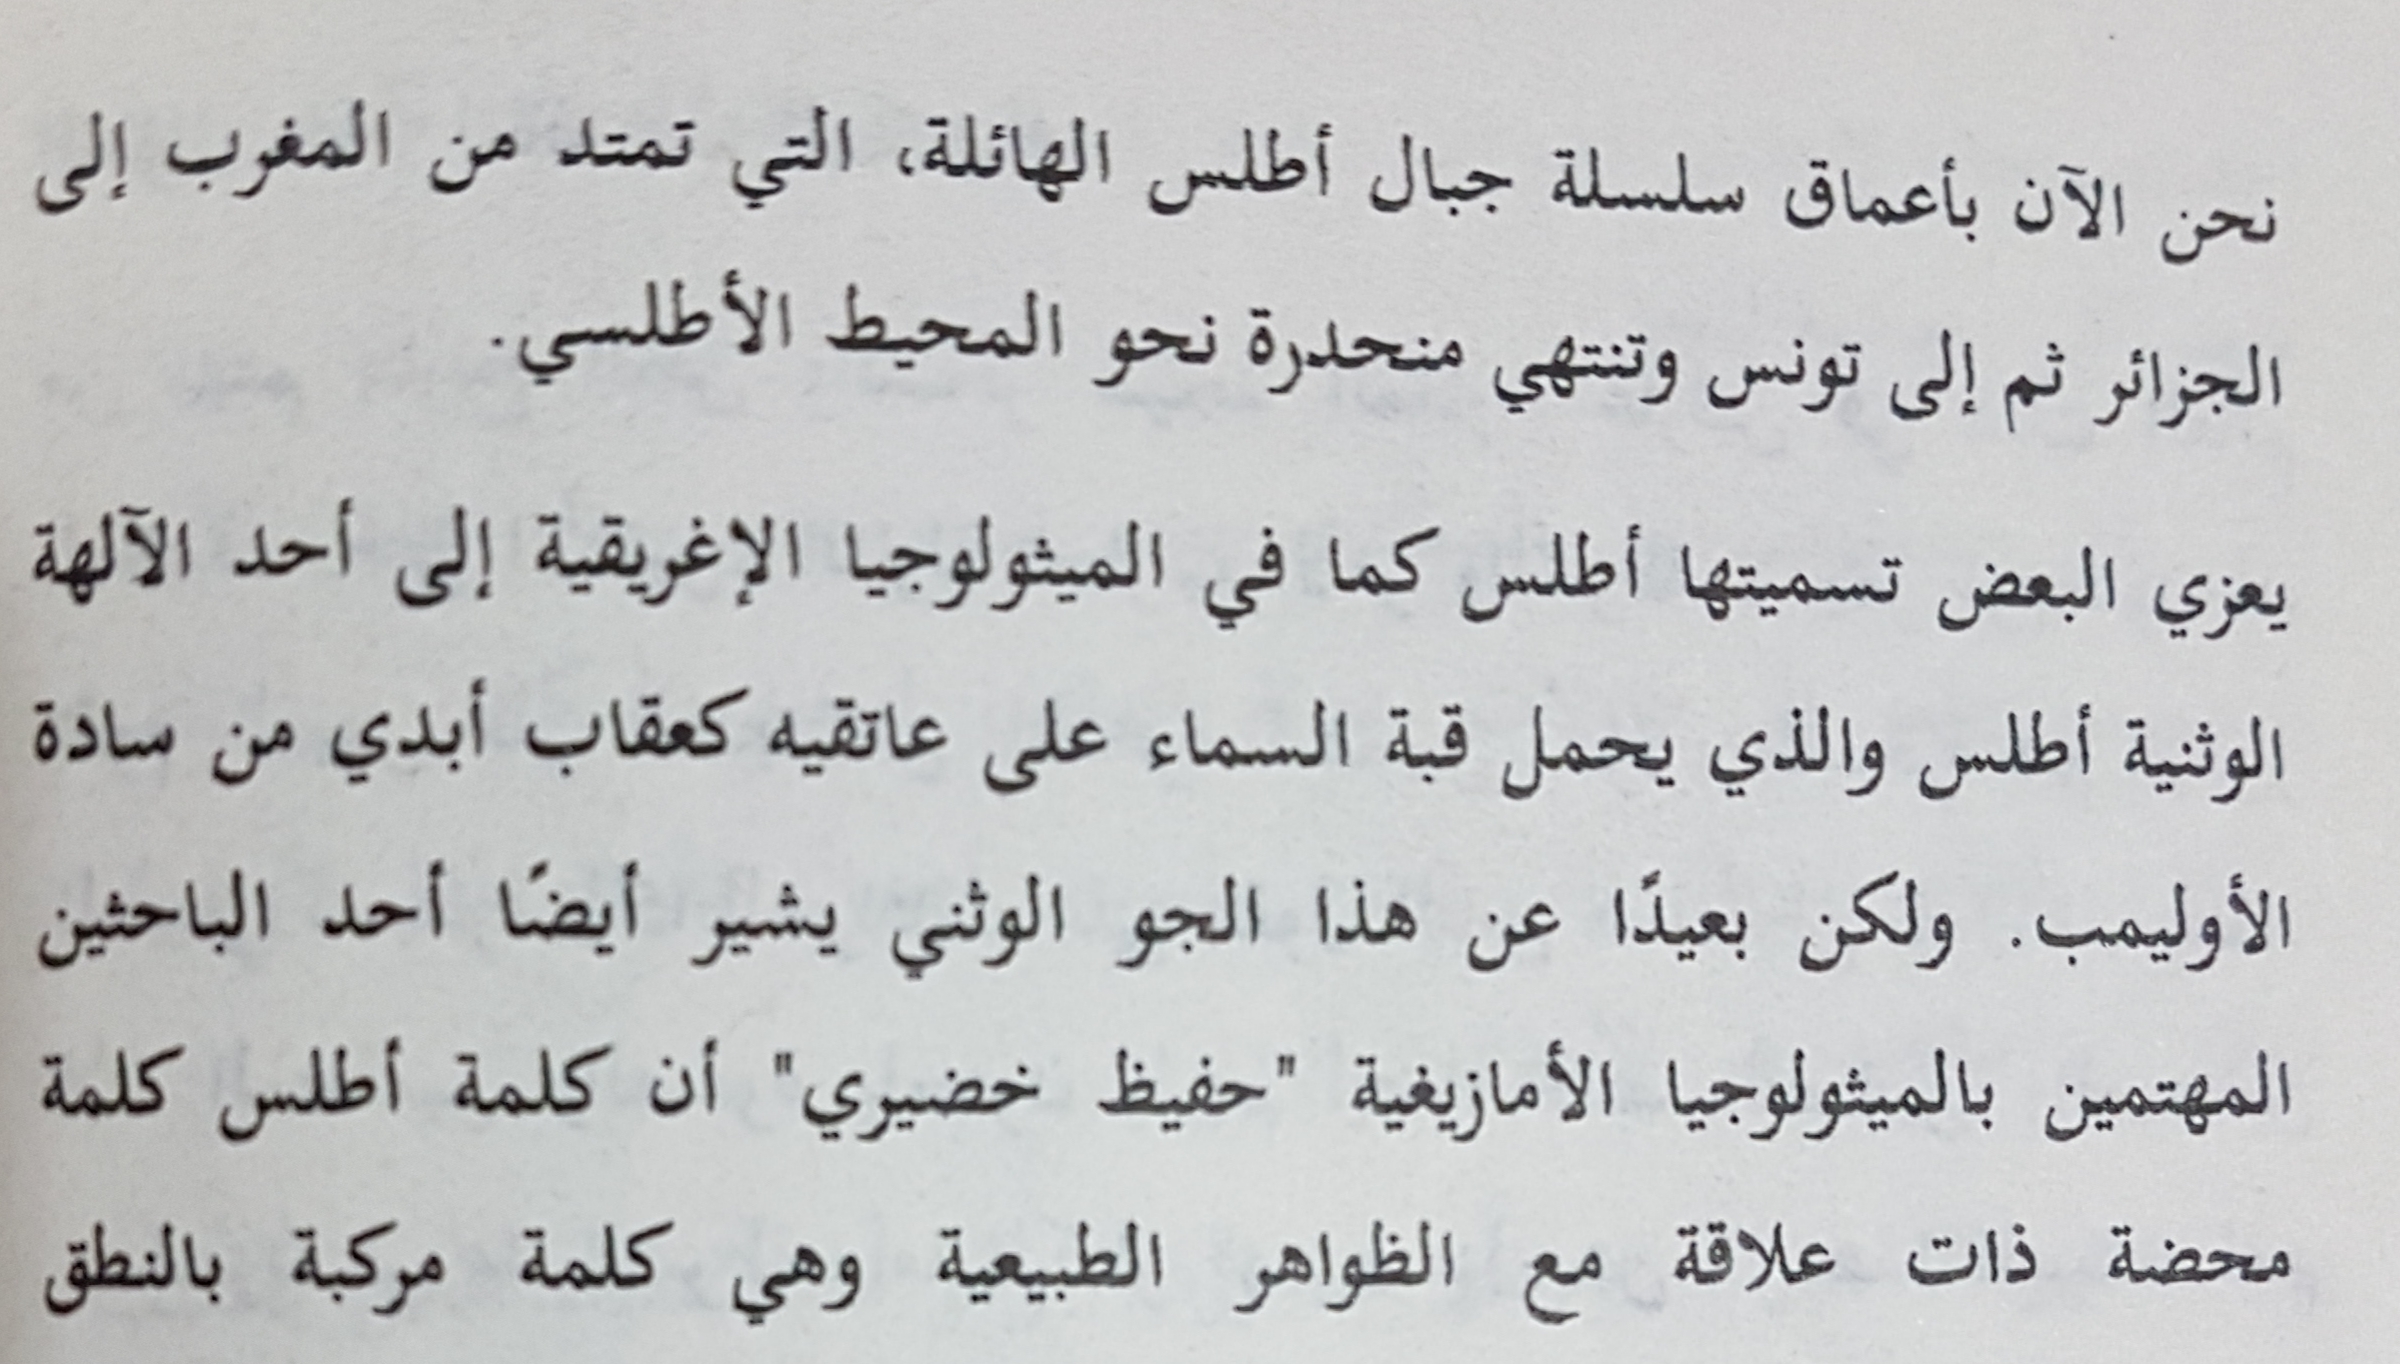 نحن الآن بأعماق سلسلة جبال أطلس الهائلة، التي تمتد من المغرب إلى
الجزائر ثم إلى تونس وتنتهي منحدرة نحو المحيط الأطلسي.
يعزي البعض تسميتها أطلس كما في الميثولوجيا الإغريقية إلى أحد الآلهة
الوثنية أطلس والذي يحمل قبة السماء على عاتقيه كعقاب أبدي من سادة
الأوليمب. ولكن بعيدًا عن هذا الجو الوثني يشير أيضًا أحد الباحثين
المهتمين بالميثولوجيا الأمازيغية "حفيظ خضيري" أن كلمة أطلس كلمة
محضة ذات علاقة مع الظواهر الطبيعية وهي كلمة مركبة بالنطق